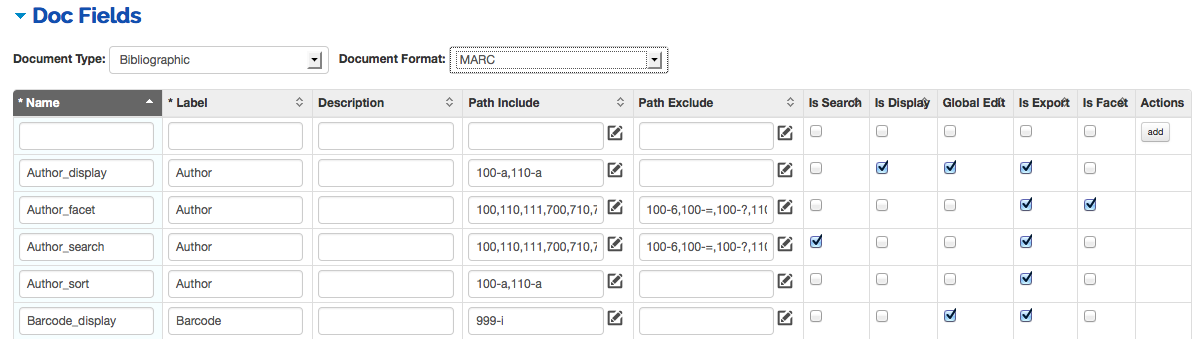 Doc Fields
Document Type: Bibliographic Document Format: MARC
* Name * Label Description Path Include Path Exclude Is Search Is Display Global Edit Is Export Is Facet Actions
add
Author_display Author 100-a,110-a
Author_facet Author 100,110,111,700,710,7 100-6,100-=,100-?,110
Author_search Author 100,110,111,700,710,7 100-6,100-=,100-?,110
Author_sort Author 100-a,110-a
Barcode_display Barcode 999-i